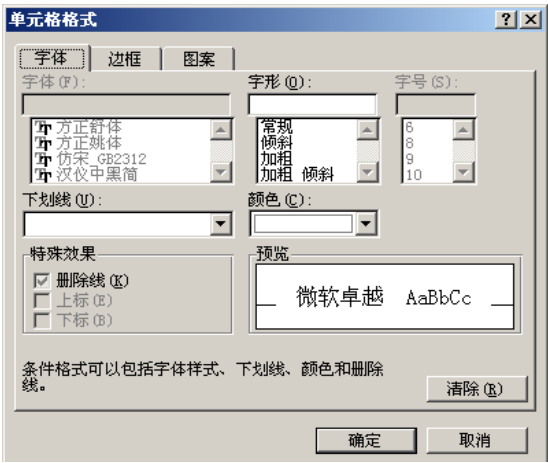 单元格格式
字体 边框 图案
字体(F): 字形(O): 字号(S):
方正舒体 常规 6
方正姚体 倾斜 8
仿宋_GB2312 加粗 9
汉仪中黑简 加粗 倾斜 10
下划线(U): 颜色(C):
特殊效果 预览
删除线(K)
上标(E)
下标(B)
微软卓越 AaBbCc
条件格式可以包括字体样式、下划线、颜色和删除
线。
清除(R)
确定 取消